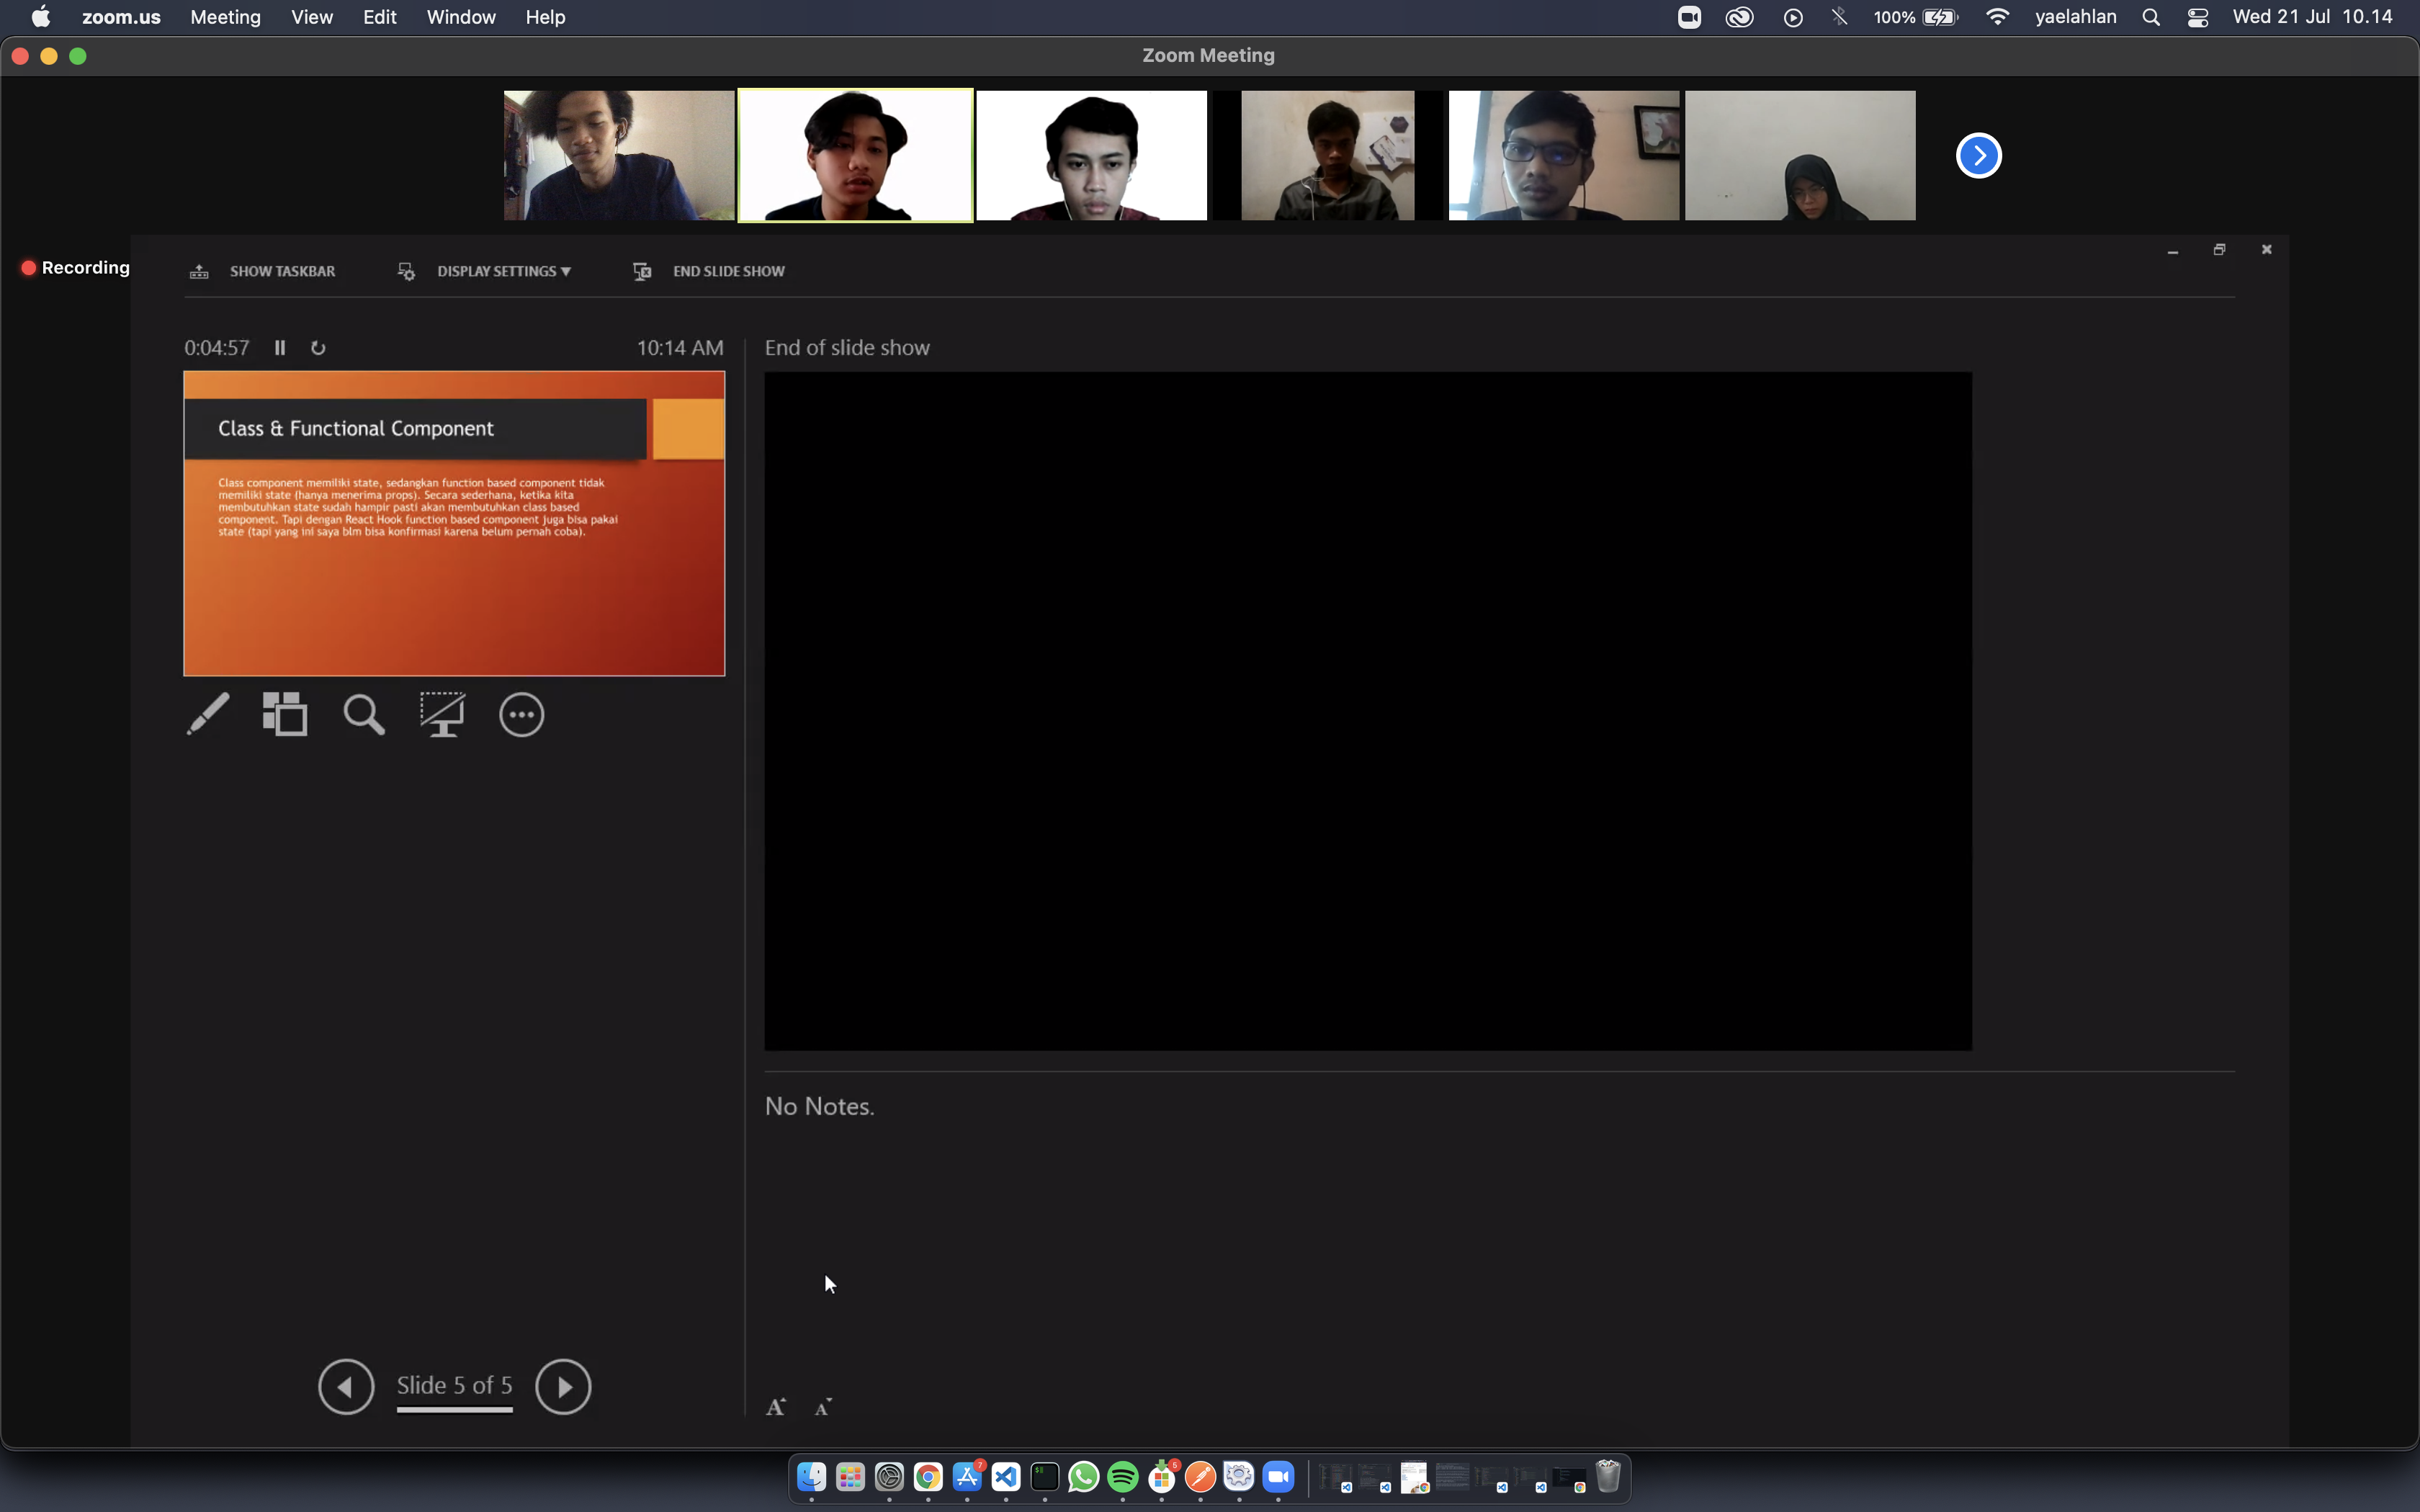 zoom.us Meeting View Edit Window Help 100% yaelahlan Wed 21 Jul 10.14
Zoom Meeting
Recording
SHOW TASKBAR DISPLAY SETTINGS ▼ END SLIDE SHOW
0:04:57 10:14 AM
End of slide show
Class & Functional Component
Class component memiliki state, sedangkan function based component tidak
memiliki state (hanya menerima props). Secara sederhana, ketika kita
membutuhkan state sudah hampir pasti akan membutuhkan class based
component. Tapi dengan React Hook function based component juga bisa pakai
state (tapi yang ini saya blm bisa konfirmasi karena belum pernah coba).
No Notes.
Slide 5 of 5
A A
7 5